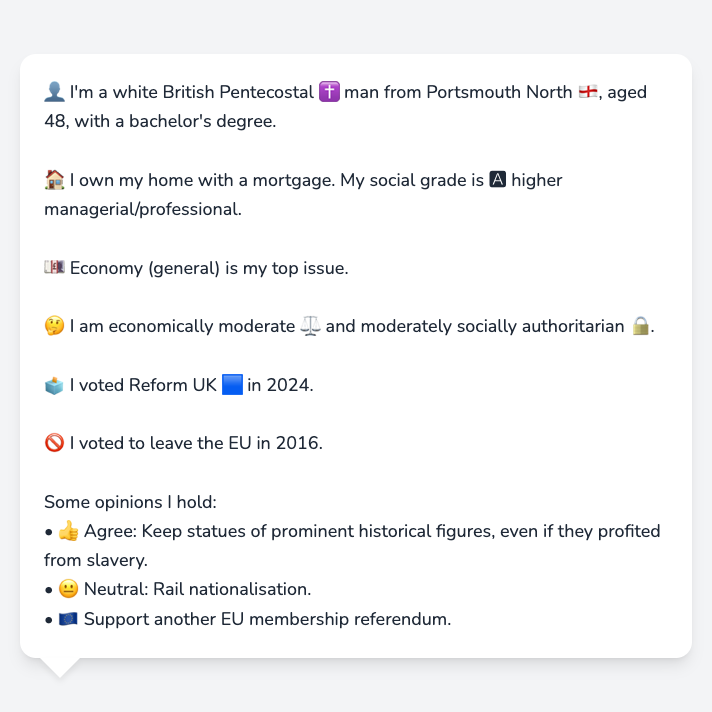 👤 I'm a white British Pentecostal ✝️ man from Portsmouth North 🏴󠁧󠁢󠁥󠁮󠁧󠁿, aged
48, with a bachelor's degree.
🏠 I own my home with a mortgage. My social grade is 🅰 higher
managerial/professional.
💷 Economy (general) is my top issue.
🤔 I am economically moderate ⚖️ and moderately socially authoritarian 🔒.
🗳️ I voted Reform UK 🟦 in 2024.
🚫 I voted to leave the EU in 2016.
Some opinions I hold:
• 👍 Agree: Keep statues of prominent historical figures, even if they profited
from slavery.
• 😐 Neutral: Rail nationalisation.
• 🇪🇺 Support another EU membership referendum.